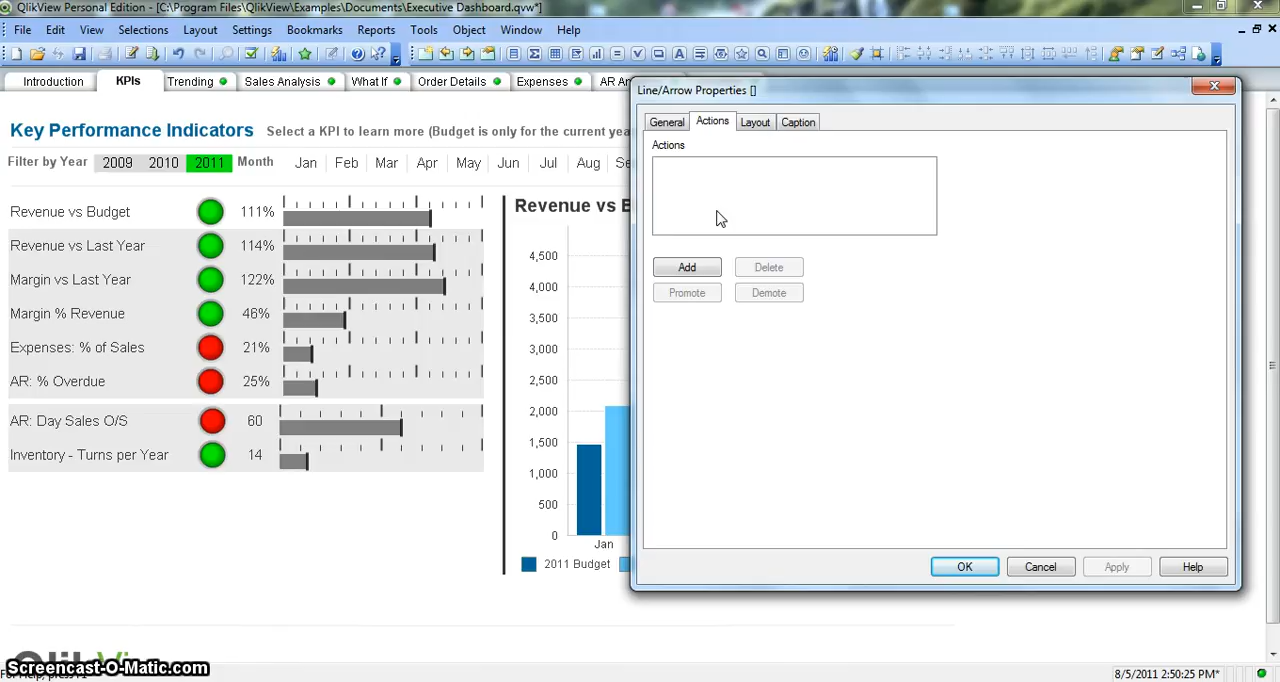 QlikView Personal Edition - [C:\Program Files\QlikView\Examples\Documents\Executive Dashboard.qvw*]
File Edit View Selections Layout Settings Bookmarks Reports Tools Object Window Help
Introduction KPIs Trending Sales Analysis What If Order Details Expenses AR
Line/Arrow Properties []
General Actions Layout Caption
Actions
Add Delete
Promote Demote
OK Cancel Apply Help
Key Performance Indicators Select a KPI to learn more (Budget is only for the current yea
Filter by Year 2009 2010 2011 Month Jan Feb Mar Apr May Jun Jul Aug Se
Revenue vs Budget 111%
Revenue vs Last Year 114%
Margin vs Last Year 122%
Margin % Revenue 46%
Expenses: % of Sales 21%
AR: % Overdue 25%
AR: Day Sales O/S 60
Inventory - Turns per Year 14
Revenue vs B
4,500
4,000
3,500
3,000
2,500
2,000
1,500
1,000
500
0
Jan
2011 Budget
QlikView
Screencast-O-Matic.com
8/5/2011 2:50:25 PM*